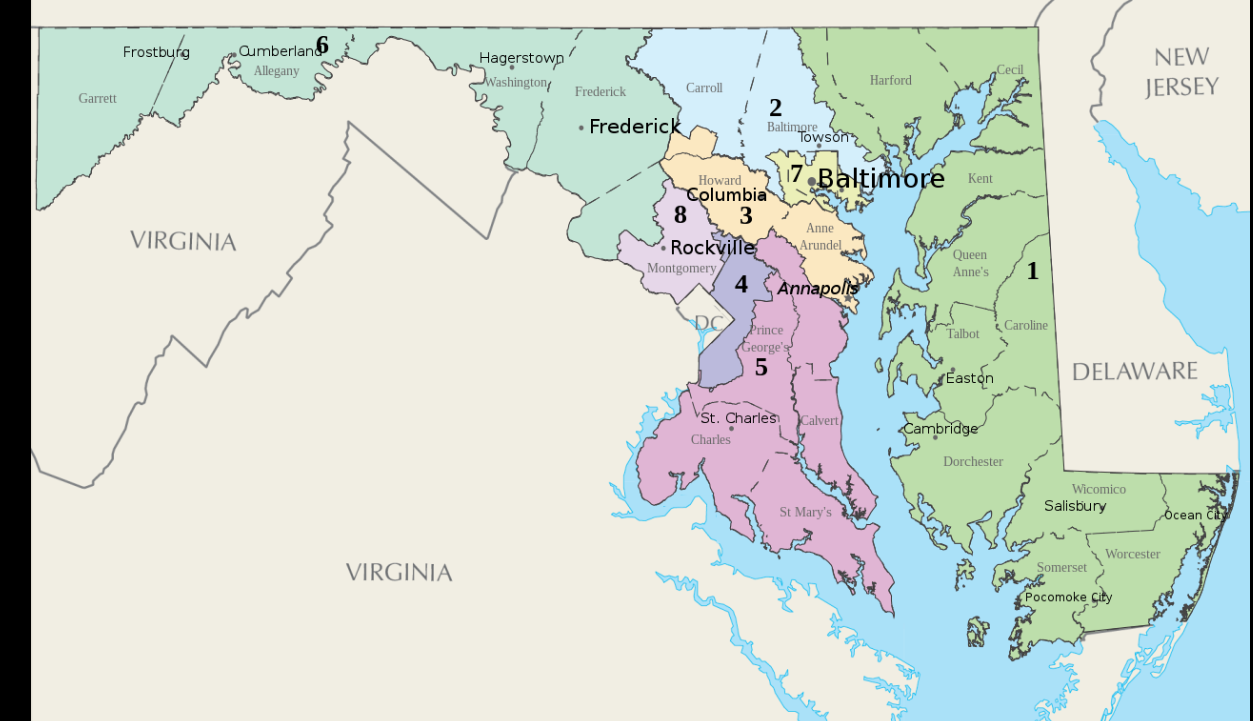 6
Frostburg
Cumberland
Allegany
Garrett
Hagerstown
Washington
Frederick
Frederick
Carroll
2
Baltimore
Towson
Harford
Cecil
NEW
JERSEY
7
Baltimore
Howard
Columbia
3
8
Rockville
Montgomery
Anne
Arundel
Kent
Queen
Anne's
1
VIRGINIA
4
Annapolis
DC
Prince
George's
5
Talbot
Caroline
Easton
DELAWARE
St. Charles
Charles
Calvert
Cambridge
Dorchester
St Mary's
Wicomico
Salisbury
Ocean City
Worcester
Somerset
Pocomoke City
VIRGINIA